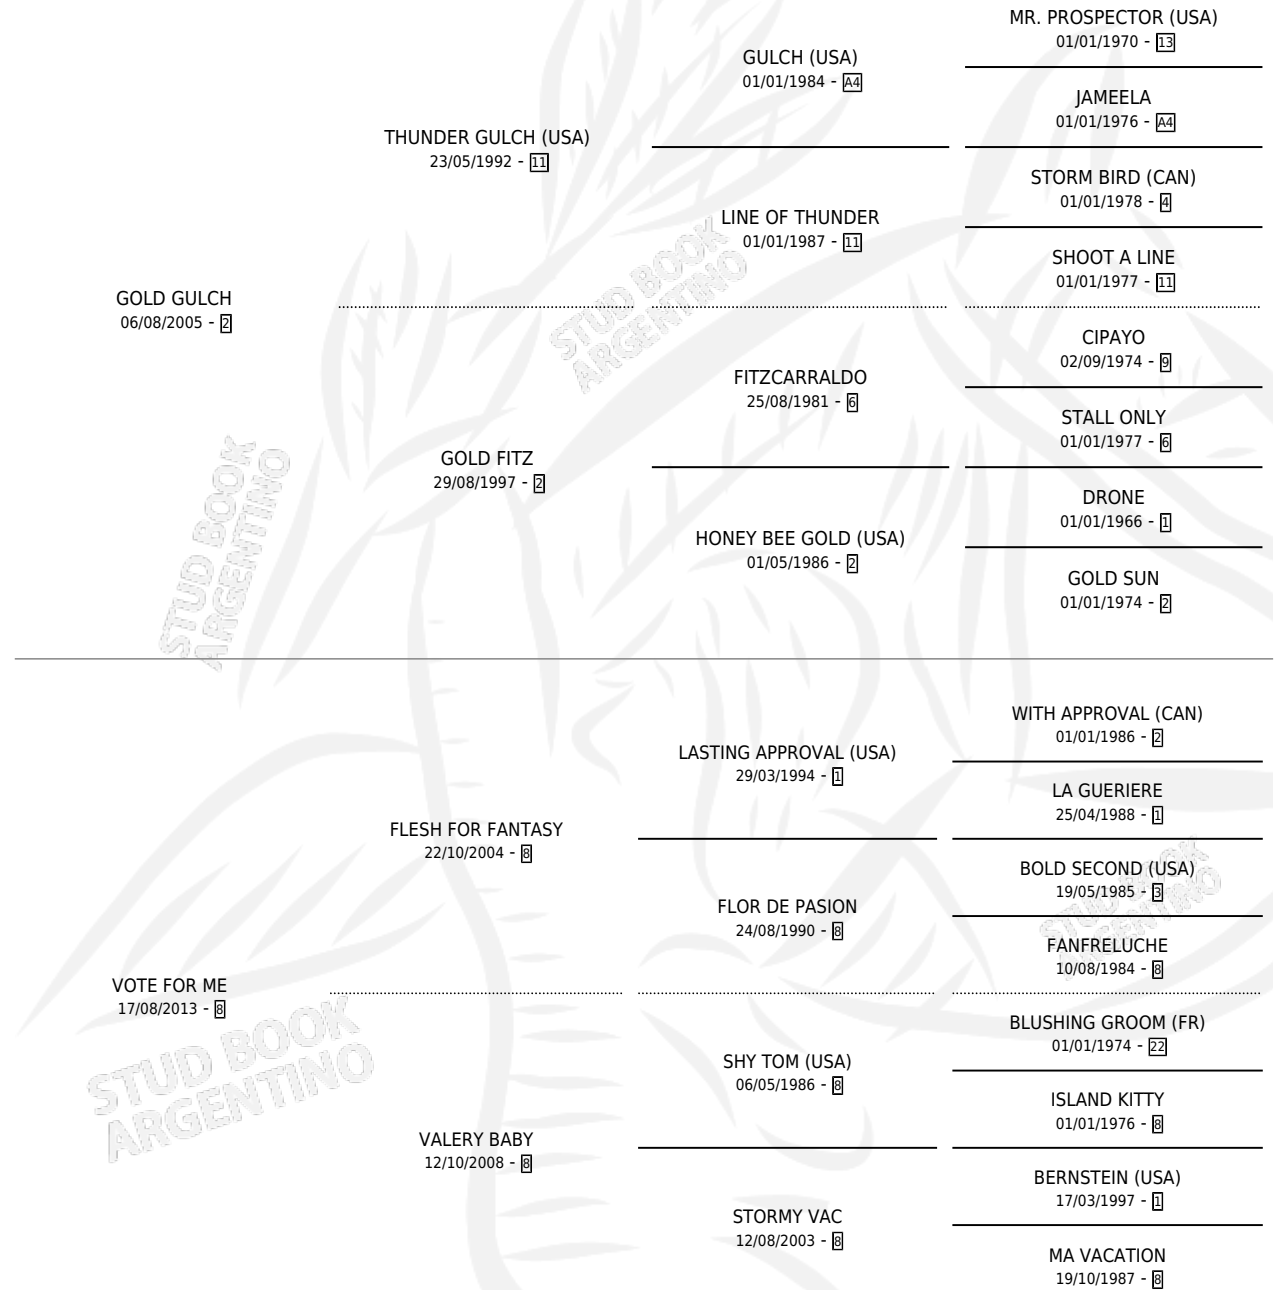 MR. PROSPECTOR (USA)
01/01/1970 - 13
GULCH (USA)
01/01/1984 - A4
JAMEELA
01/01/1976 - A4
THUNDER GULCH (USA)
23/05/1992 - 11
STORM BIRD (CAN)
01/01/1978 - 4
LINE OF THUNDER
01/01/1987 - 11
SHOOT A LINE
01/01/1977 - 11
GOLD GULCH
06/08/2005 - 2
CIPAYO
02/09/1974 - 9
FITZCARRALDO
25/08/1981 - 6
STALL ONLY
01/01/1977 - 6
GOLD FITZ
29/08/1997 - 2
DRONE
01/01/1966 - 1
HONEY BEE GOLD (USA)
01/05/1986 - 2
GOLD SUN
01/01/1974 - 2
STUD BOOK
ARGENTINO
STUD BOOK
ARGENTINO
WITH APPROVAL (CAN)
01/01/1986 - 2
LASTING APPROVAL (USA)
29/03/1994 - 1
LA GUERIERE
25/04/1988 - 1
FLESH FOR FANTASY
22/10/2004 - 8
BOLD SECOND (USA)
19/05/1985 - 3
FLOR DE PASION
24/08/1990 - 8
FANFRELUCHE
10/08/1984 - 8
VOTE FOR ME
17/08/2013 - 8
BLUSHING GROOM (FR)
01/01/1974 - 22
SHY TOM (USA)
06/05/1986 - 8
ISLAND KITTY
01/01/1976 - 8
VALERY BABY
12/10/2008 - 8
BERNSTEIN (USA)
17/03/1997 - 1
STORMY VAC
12/08/2003 - 8
MA VACATION
19/10/1987 - 8
STUD BOOK
ARGENTINO
STUD BOOK
ARGENTINO